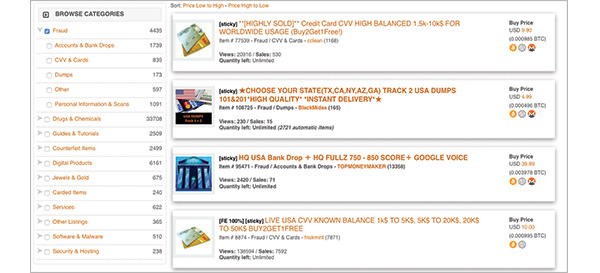 Sort: Price Low to High - Price High to Low
BROWSE CATEGORIES
Fraud 4435
Accounts & Bank Drops 1739
CVV & Cards 835
Dumps 173
Other 597
Personal Information & Scans 1091
Drugs & Chemicals 33708
Guides & Tutorials 2509
Counterfeit Items 2499
Digital Products 6161
Jewels & Gold 675
Carded Items 240
Services 622
Other Listings 365
Software & Malware 510
Security & Hosting 238
[sticky] **[HIGHLY SOLD]** Credit Card CVV HIGH BALANCED 1.5k-10k$ FOR
WORLDWIDE USAGE (Buy2Get1Free!)
Item # 77539 - Fraud / CVV & Cards - (1168)
Views: 20916 / Sales: 530
Quantity left: Unlimited
Buy Price
USD 9.90
(0.000985 BTC)
[sticky] ★CHOOSE YOUR STATE(TX,CA,NY,AZ,GA) TRACK 2 USA DUMPS
101&201*HIGH QUALITY* *INSTANT DELIVERY*★
Item # 108725 - Fraud / Dumps - BlackMidas (165)
Views: 230 / Sales: 15
Quantity left: Unlimited (2721 automatic items)
Buy Price
USD 4.99
(0.000496 BTC)
[sticky] HQ USA Bank Drop + HQ FULLZ 750 - 850 SCORE+ GOOGLE VOICE
Item # 95471 - Fraud / Accounts & Bank Drops - TOPMONEY (13358)
Views: 2420 / Sales: 71
Quantity left: Unlimited
Buy Price
USD 39.99
(0.003978 BTC)
[FE 100%] [sticky] LIVE USA CVV KNOWN BALANCE 1k$ TO 5K$, 5K$ TO 20K$, 20K$
TO 50K$ BUY2GET1FREE
Item # 8874 - Fraud / CVV & Cards - friskmint (7871)
Views: 138594 / Sales: 7592
Quantity left: Unlimited
Buy Price
USD 10.00
(0.000995 BTC)